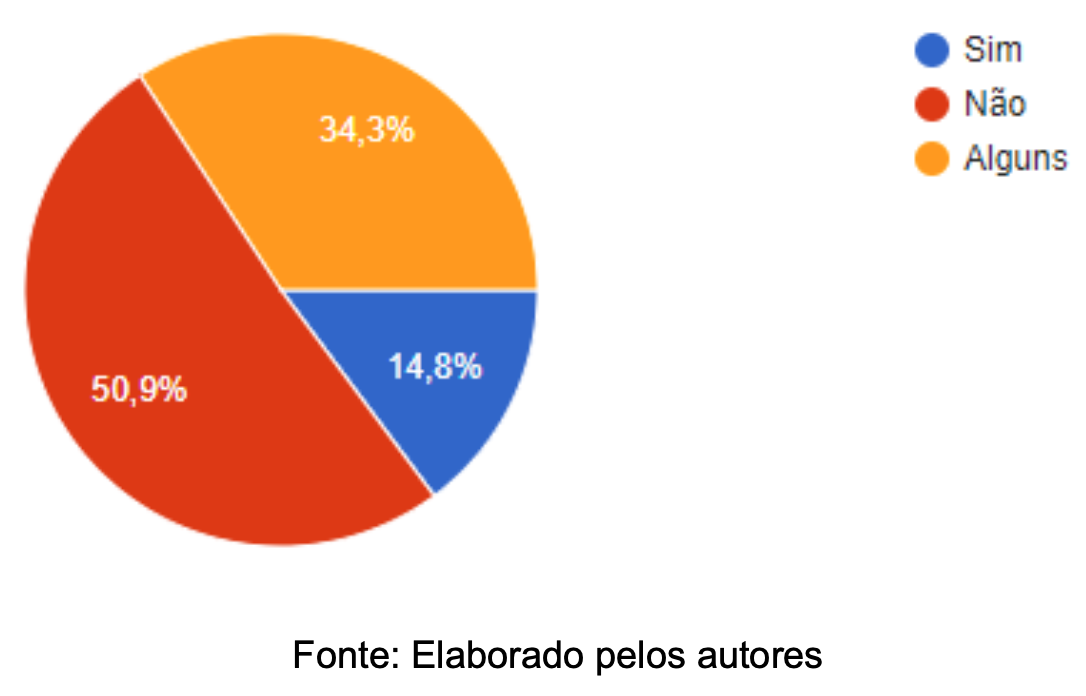 Sim
Não
Alguns
34,3%
14,8%
50,9%
Fonte: Elaborado pelos autores